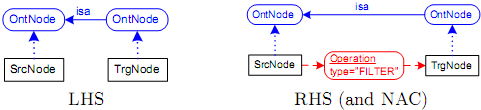 OntNode isa OntNode
SrcNode TrgNode
LHS
OntNode isa OntNode
SrcNode Operation type="FILTER" TrgNode
RHS (and NAC)